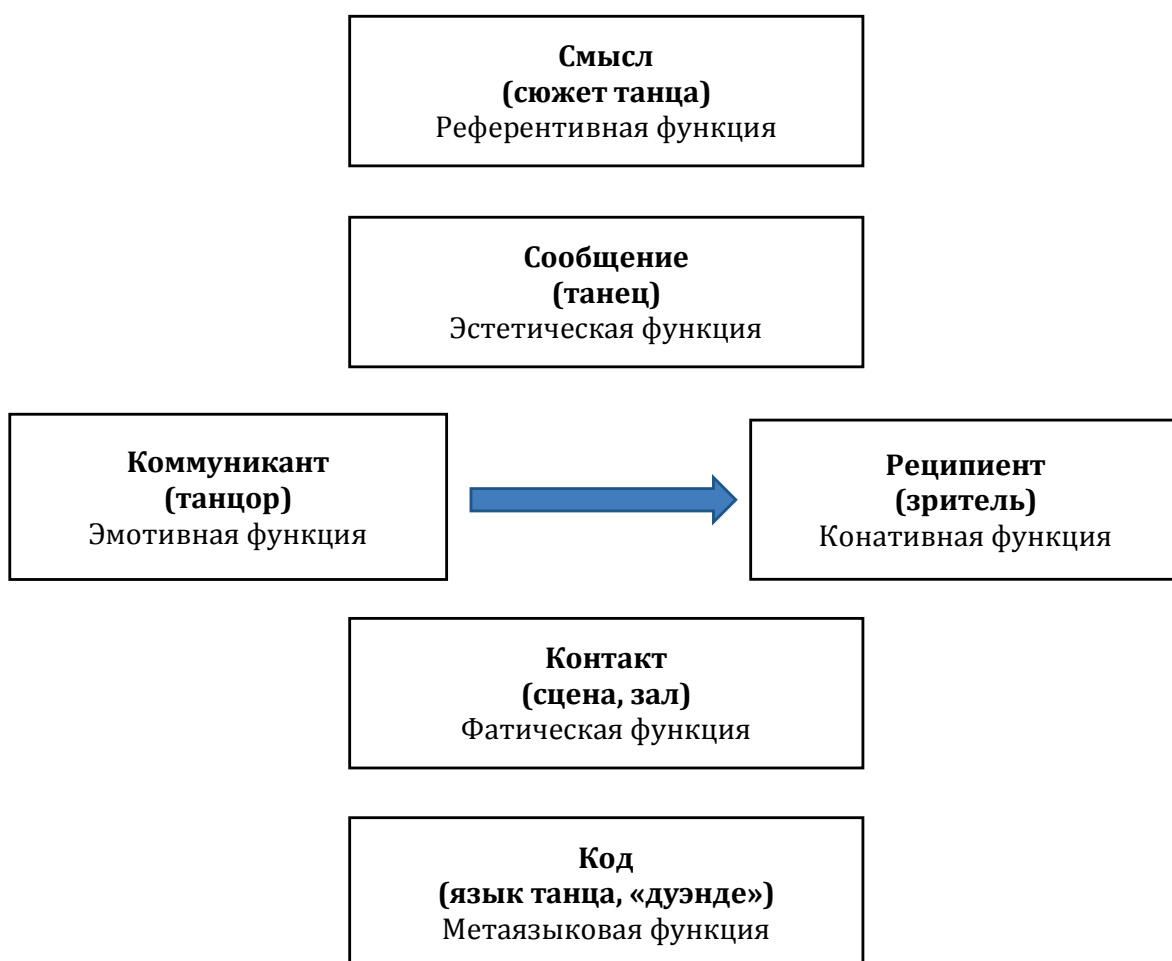 Смысл
(сюжет танца)
Референтивная функция
Сообщение
(танец)
Эстетическая функция
Коммуникант
(танцор)
Эмотивная функция
Реципиент
(зритель)
Конативная функция
Контакт
(сцена, зал)
Фатическая функция
Код
(язык танца, «дуэнде»)
Метаязыковая функция